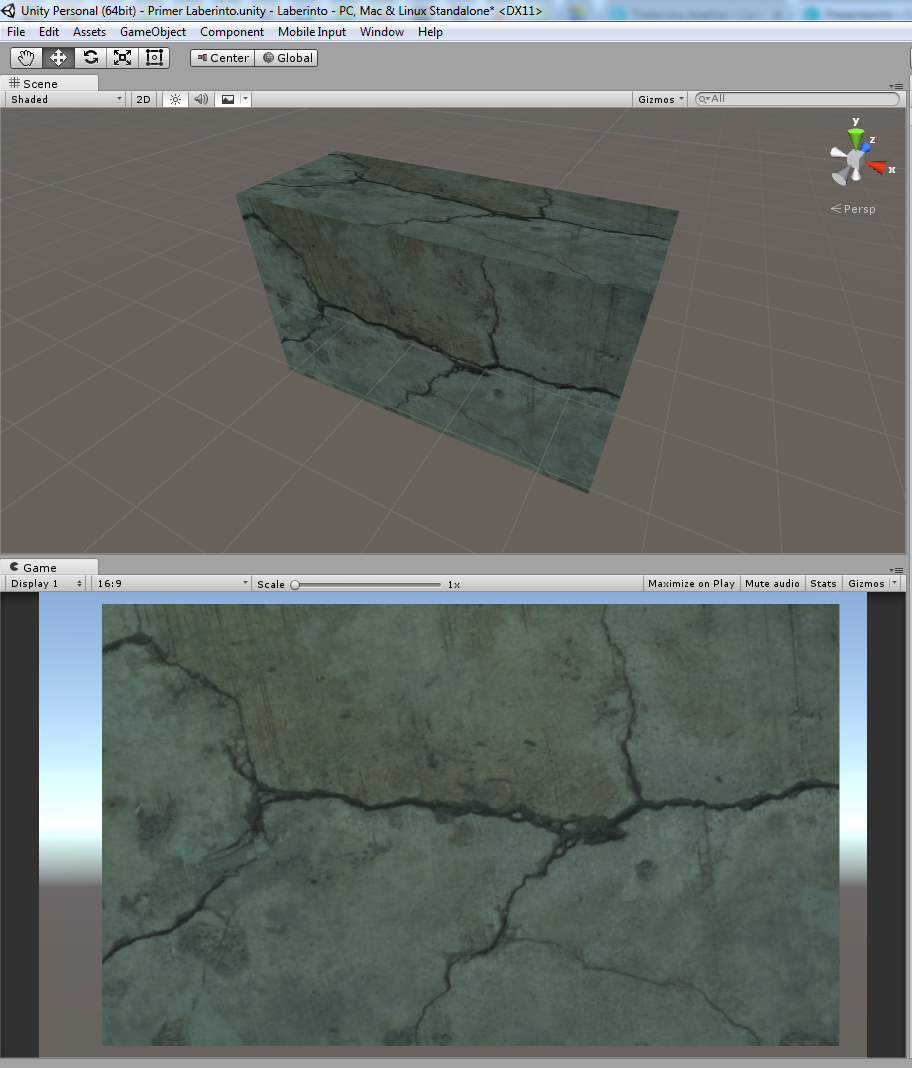 Unity Personal (64bit) - Primer Laberinto.unity - Laberinto - PC, Mac & Linux Standalone* <DX11>
File Edit Assets GameObject Component Mobile Input Window Help
Center Global
Scene
Shaded 2D Gizmos All
y
z
x
Persp
Game
Display 1 16:9 Scale 1x Maximize on Play Mute audio Stats Gizmos